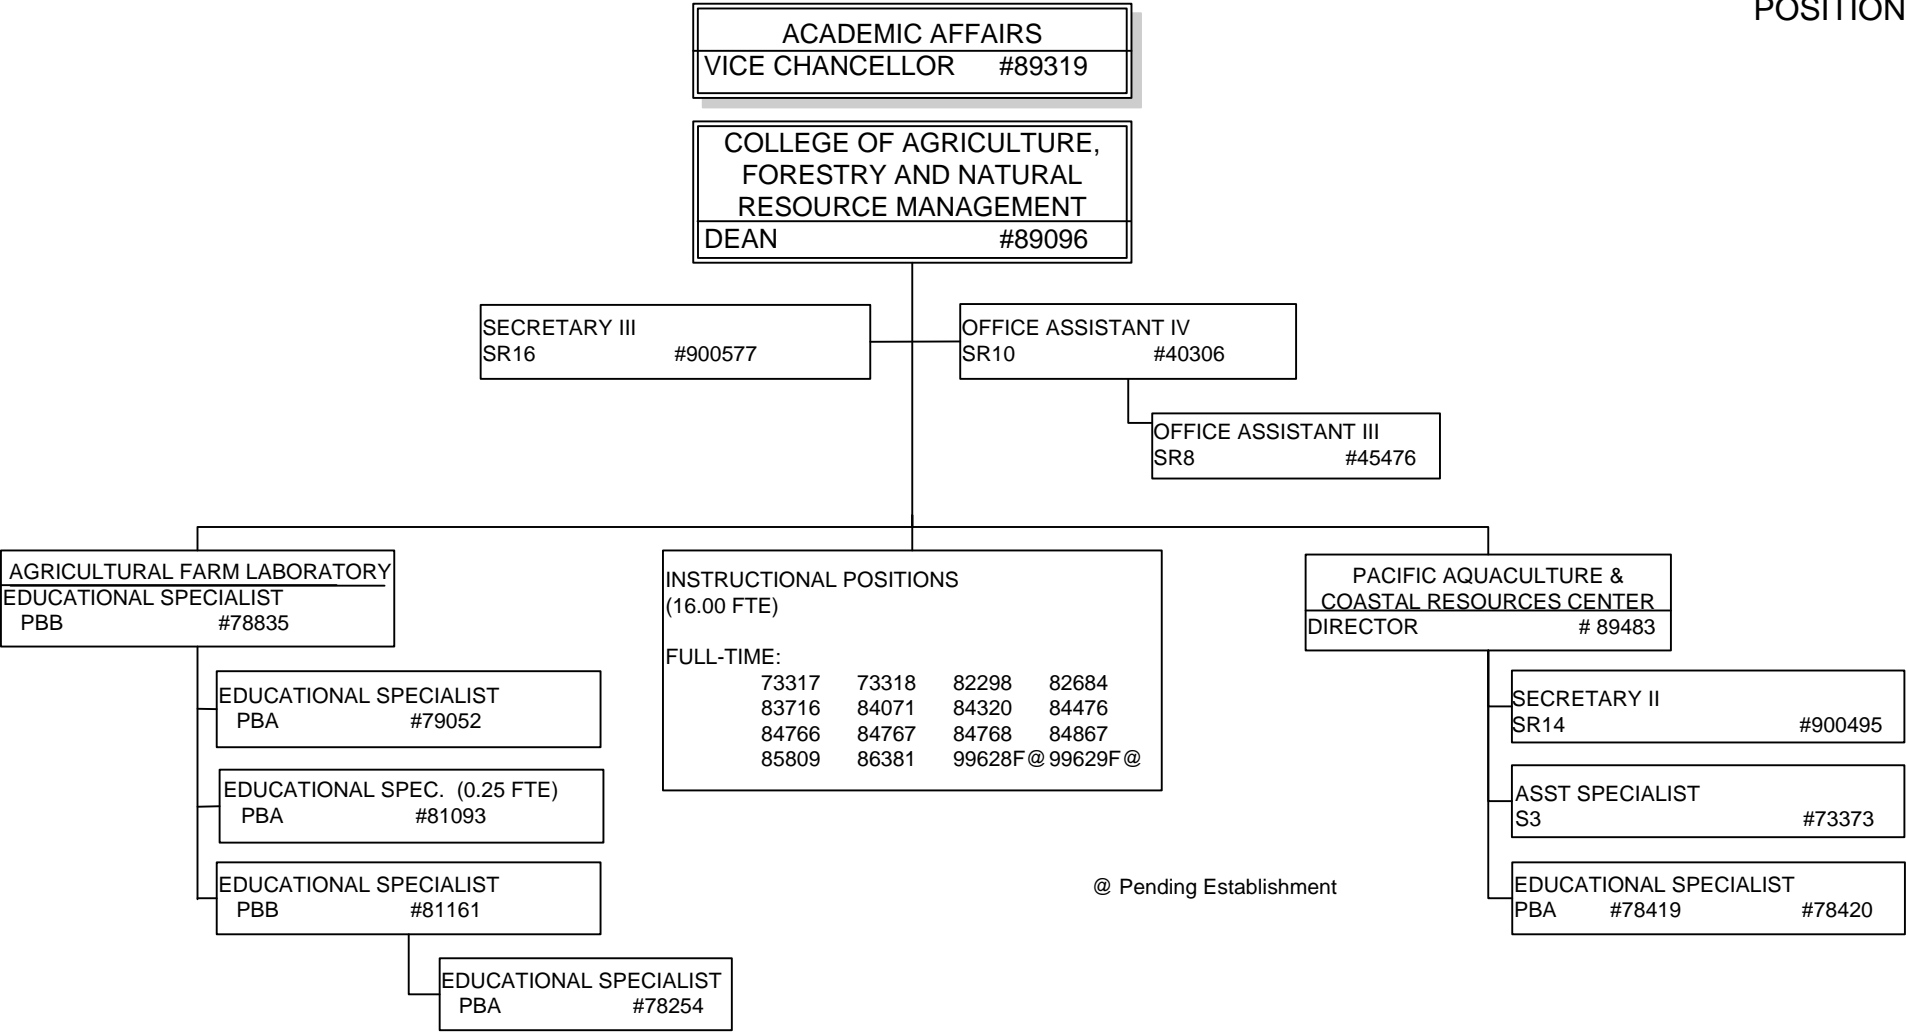 POSITION
ACADEMIC AFFAIRS
VICE CHANCELLOR #89319
COLLEGE OF AGRICULTURE,
FORESTRY AND NATURAL
RESOURCE MANAGEMENT
DEAN #89096
SECRETARY III
SR16 #900577
OFFICE ASSISTANT IV
SR10 #40306
OFFICE ASSISTANT III
SR8 #45476
AGRICULTURAL FARM LABORATORY
EDUCATIONAL SPECIALIST
PBB #78835
EDUCATIONAL SPECIALIST
PBA #79052
EDUCATIONAL SPEC. (0.25 FTE)
PBA #81093
EDUCATIONAL SPECIALIST
PBB #81161
EDUCATIONAL SPECIALIST
PBA #78254
INSTRUCTIONAL POSITIONS
(16.00 FTE)
FULL-TIME:
73317 73318 82298 82684
83716 84071 84320 84476
84766 84767 84768 84867
85809 86381 99628F@ 99629F@
@ Pending Establishment
PACIFIC AQUACULTURE &
COASTAL RESOURCES CENTER
DIRECTOR # 89483
SECRETARY II
SR14 #900495
ASST SPECIALIST
S3 #73373
EDUCATIONAL SPECIALIST
PBA #78419 #78420